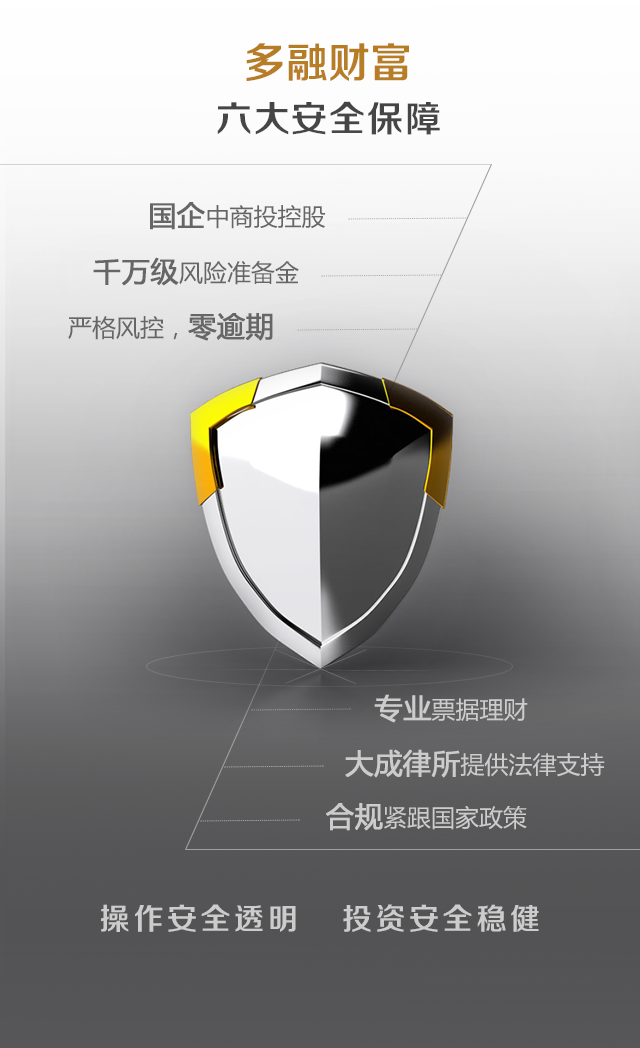 多融财富
六大安全保障
国企中商投控股
千万级风险准备金
严格风控，零逾期
专业票据理财
大成律所提供法律支持
合规紧跟国家政策
操作安全透明 投资安全稳健